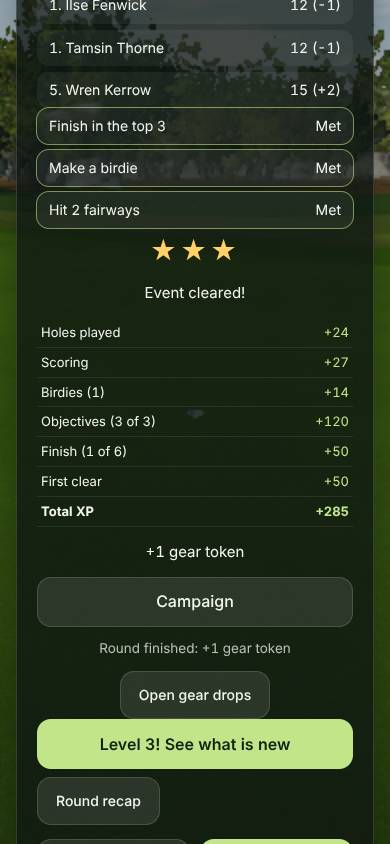 1. Ilse Fenwick 12 (-1)
1. Tamsin Thorne 12 (-1)
5. Wren Kerrow 15 (+2)
Finish in the top 3 Met
Make a birdie Met
Hit 2 fairways Met
Event cleared!
Holes played +24
Scoring +27
Birdies (1) +14
Objectives (3 of 3) +120
Finish (1 of 6) +50
First clear +50
Total XP +285
+1 gear token
Campaign
Round finished: +1 gear token
Open gear drops
Level 3! See what is new
Round recap